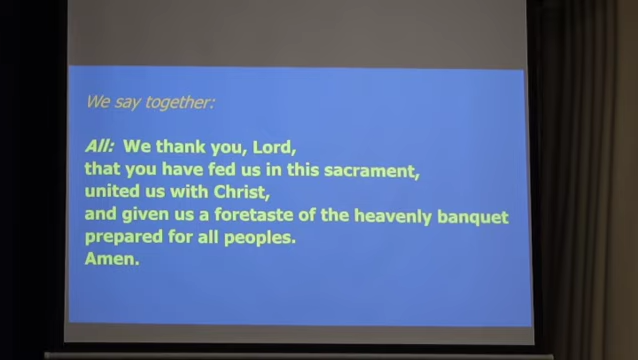 We say together:
All: We thank you, Lord,
that you have fed us in this sacrament,
united us with Christ,
and given us a foretaste of the heavenly banquet
prepared for all peoples.
Amen.